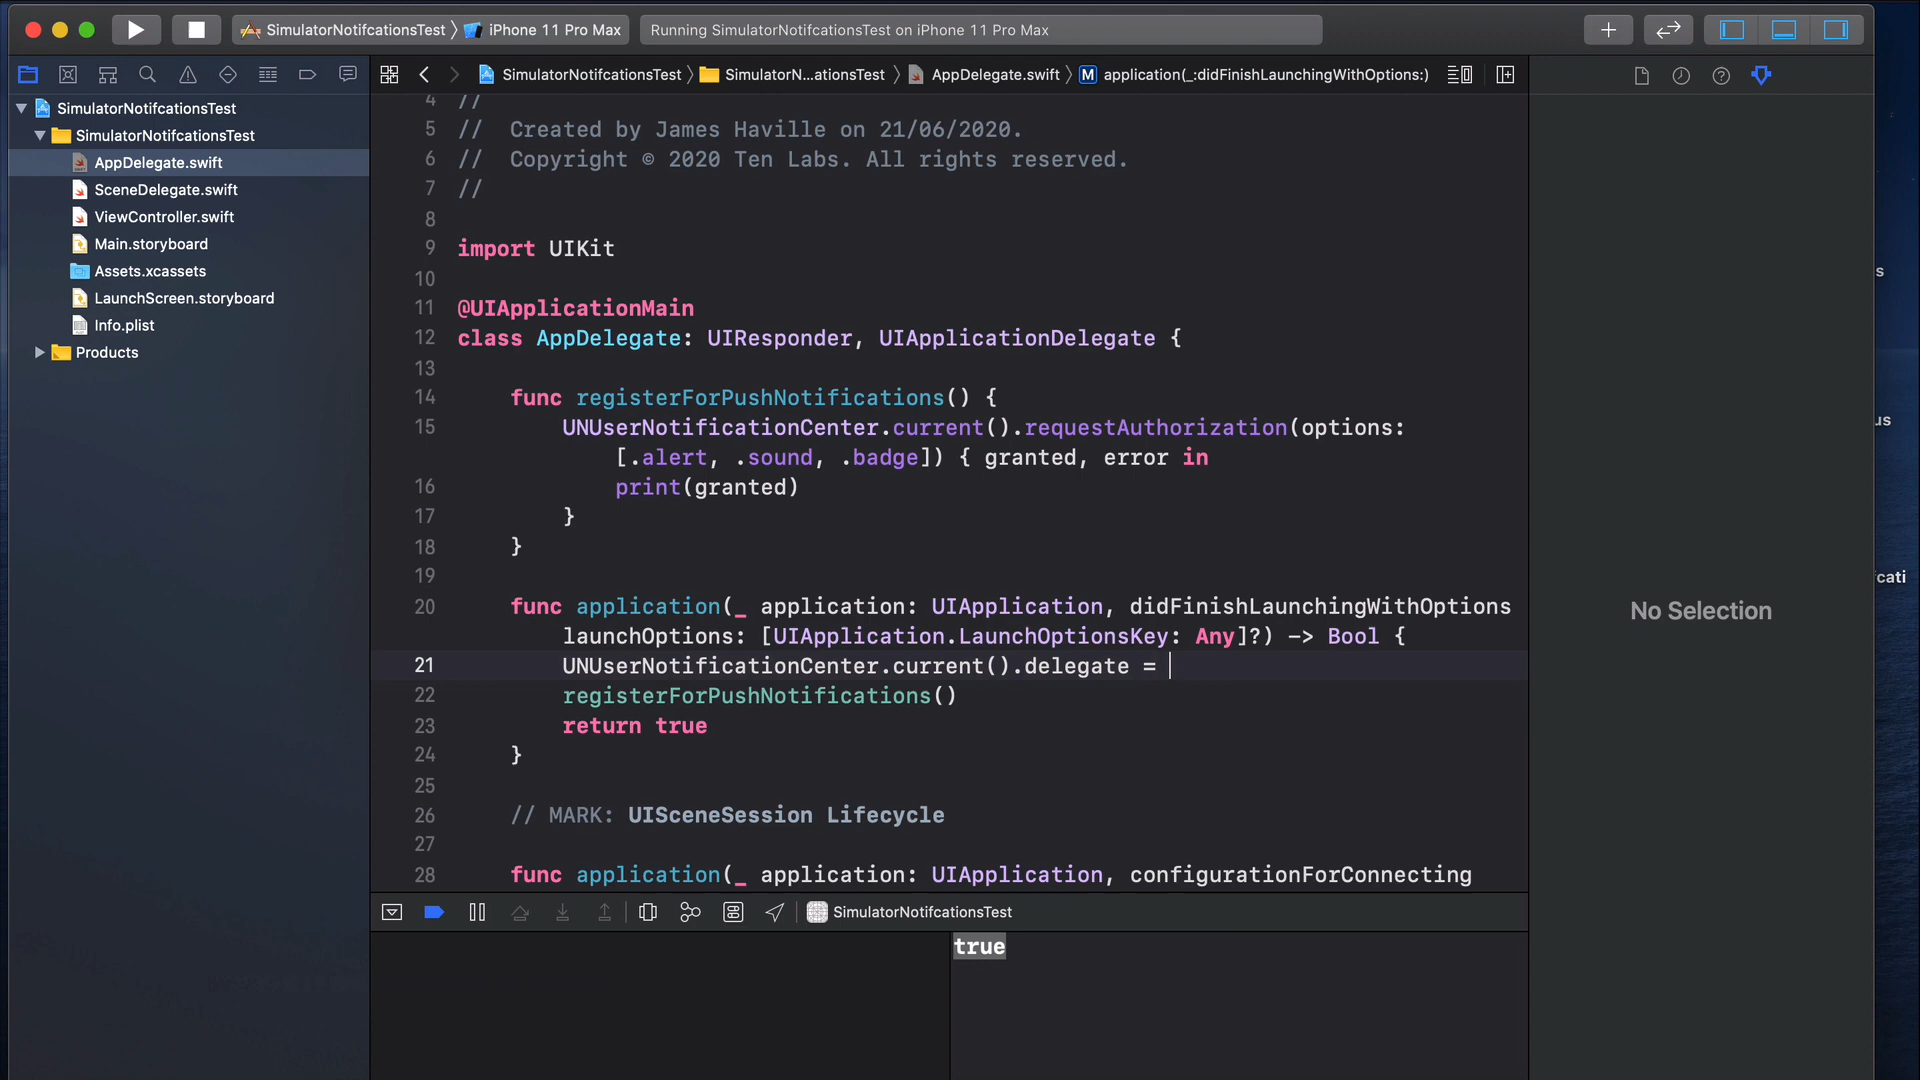 SimulatorNotifcationsTest
iPhone 11 Pro Max
Running SimulatorNotifcationsTest on iPhone 11 Pro Max
SimulatorNotifcationsTest
SimulatorN...ationsTest
AppDelegate.swift
M
application(_:didFinishLaunchingWithOptions:)
SimulatorNotifcationsTest
SimulatorNotifcationsTest
AppDelegate.swift
SceneDelegate.swift
ViewController.swift
Main.storyboard
Assets.xcassets
LaunchScreen.storyboard
Info.plist
Products
4 //
5 // Created by James Haville on 21/06/2020.
6 // Copyright © 2020 Ten Labs. All rights reserved.
7 //
8
9 import UIKit
10
11 @UIApplicationMain
12 class AppDelegate: UIResponder, UIApplicationDelegate {
13
14 func registerForPushNotifications() {
15 UNUserNotificationCenter.current().requestAuthorization(options:
[.alert, .sound, .badge]) { granted, error in
16 print(granted)
17 }
18 }
19
20 func application(_ application: UIApplication, didFinishLaunchingWithOptions
launchOptions: [UIApplication.LaunchOptionsKey: Any]?) -> Bool {
21 UNUserNotificationCenter.current().delegate =
22 registerForPushNotifications()
23 return true
24 }
25
26 // MARK: UISceneSession Lifecycle
27
28 func application(_ application: UIApplication, configurationForConnecting
SimulatorNotifcationsTest
true
No Selection
s
us
fcati